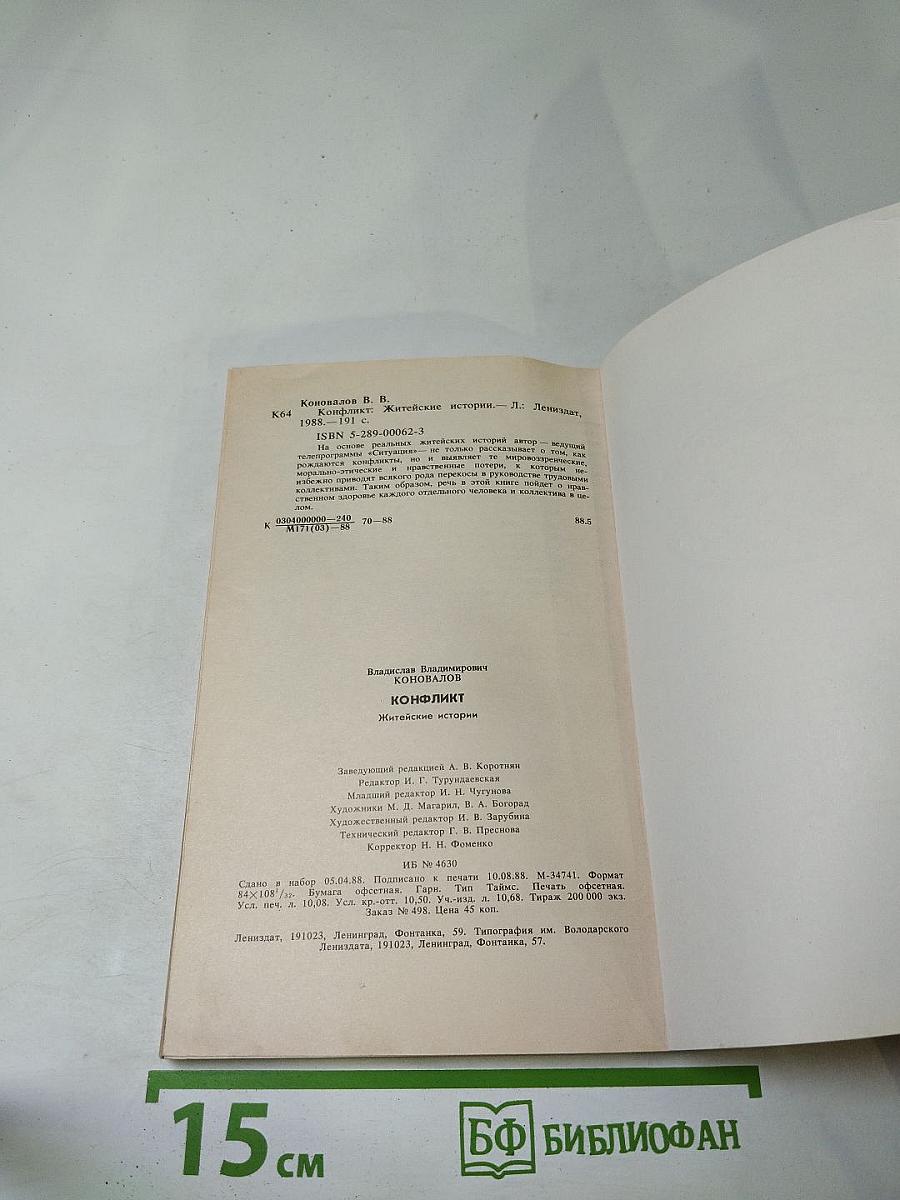 Коновалов В. В.
К64 Конфликт: Житейские истории.— Л.: Лениздат,
1988.—191 с.
ISBN 5-289-00062-3
На основе реальных житейских историй автор — ведущий
телепрограммы «Ситуация»— не только рассказывает о том, как
рождаются конфликты, но и выявляет те мировоззренческие,
морально-этические и нравственные потери, к которым не-
избежно приводят всякого рода перекосы в руководстве трудовыми
коллективами. Таким образом, речь в этой книге пойдет о нрав-
ственном здоровье каждого отдельного человека и коллектива в це-
лом.
К 0304000000—240 70—88 88.5
М171(03)—88
Владислав Владимирович
КОНОВАЛОВ
КОНФЛИКТ
Житейские истории
Заведующий редакцией А. В. Коротнян
Редактор И. Г. Турундаевская
Младший редактор И. Н. Чугунова
Художники М. Д. Магарил, В. А. Богорад
Художественный редактор И. В. Зарубина
Технический редактор Г. В. Преснова
Корректор Н. Н. Фоменко
ИБ № 4630
Сдано в набор 05.04.88. Подписано к печати 10.08.88. М-34741. Формат
84×108¹/₃₂. Бумага офсетная. Гарн. Тип Таймс. Печать офсетная.
Усл. печ. л. 10,08. Усл. кр.-отт. 10,50. Уч.-изд. л. 10,68. Тираж 200 000 экз.
Заказ № 498. Цена 45 коп.
Лениздат, 191023, Ленинград, Фонтанка, 59. Типография им. Володарского
Лениздата, 191023, Ленинград, Фонтанка, 57.
15 см
БФ БИБЛИОФАН